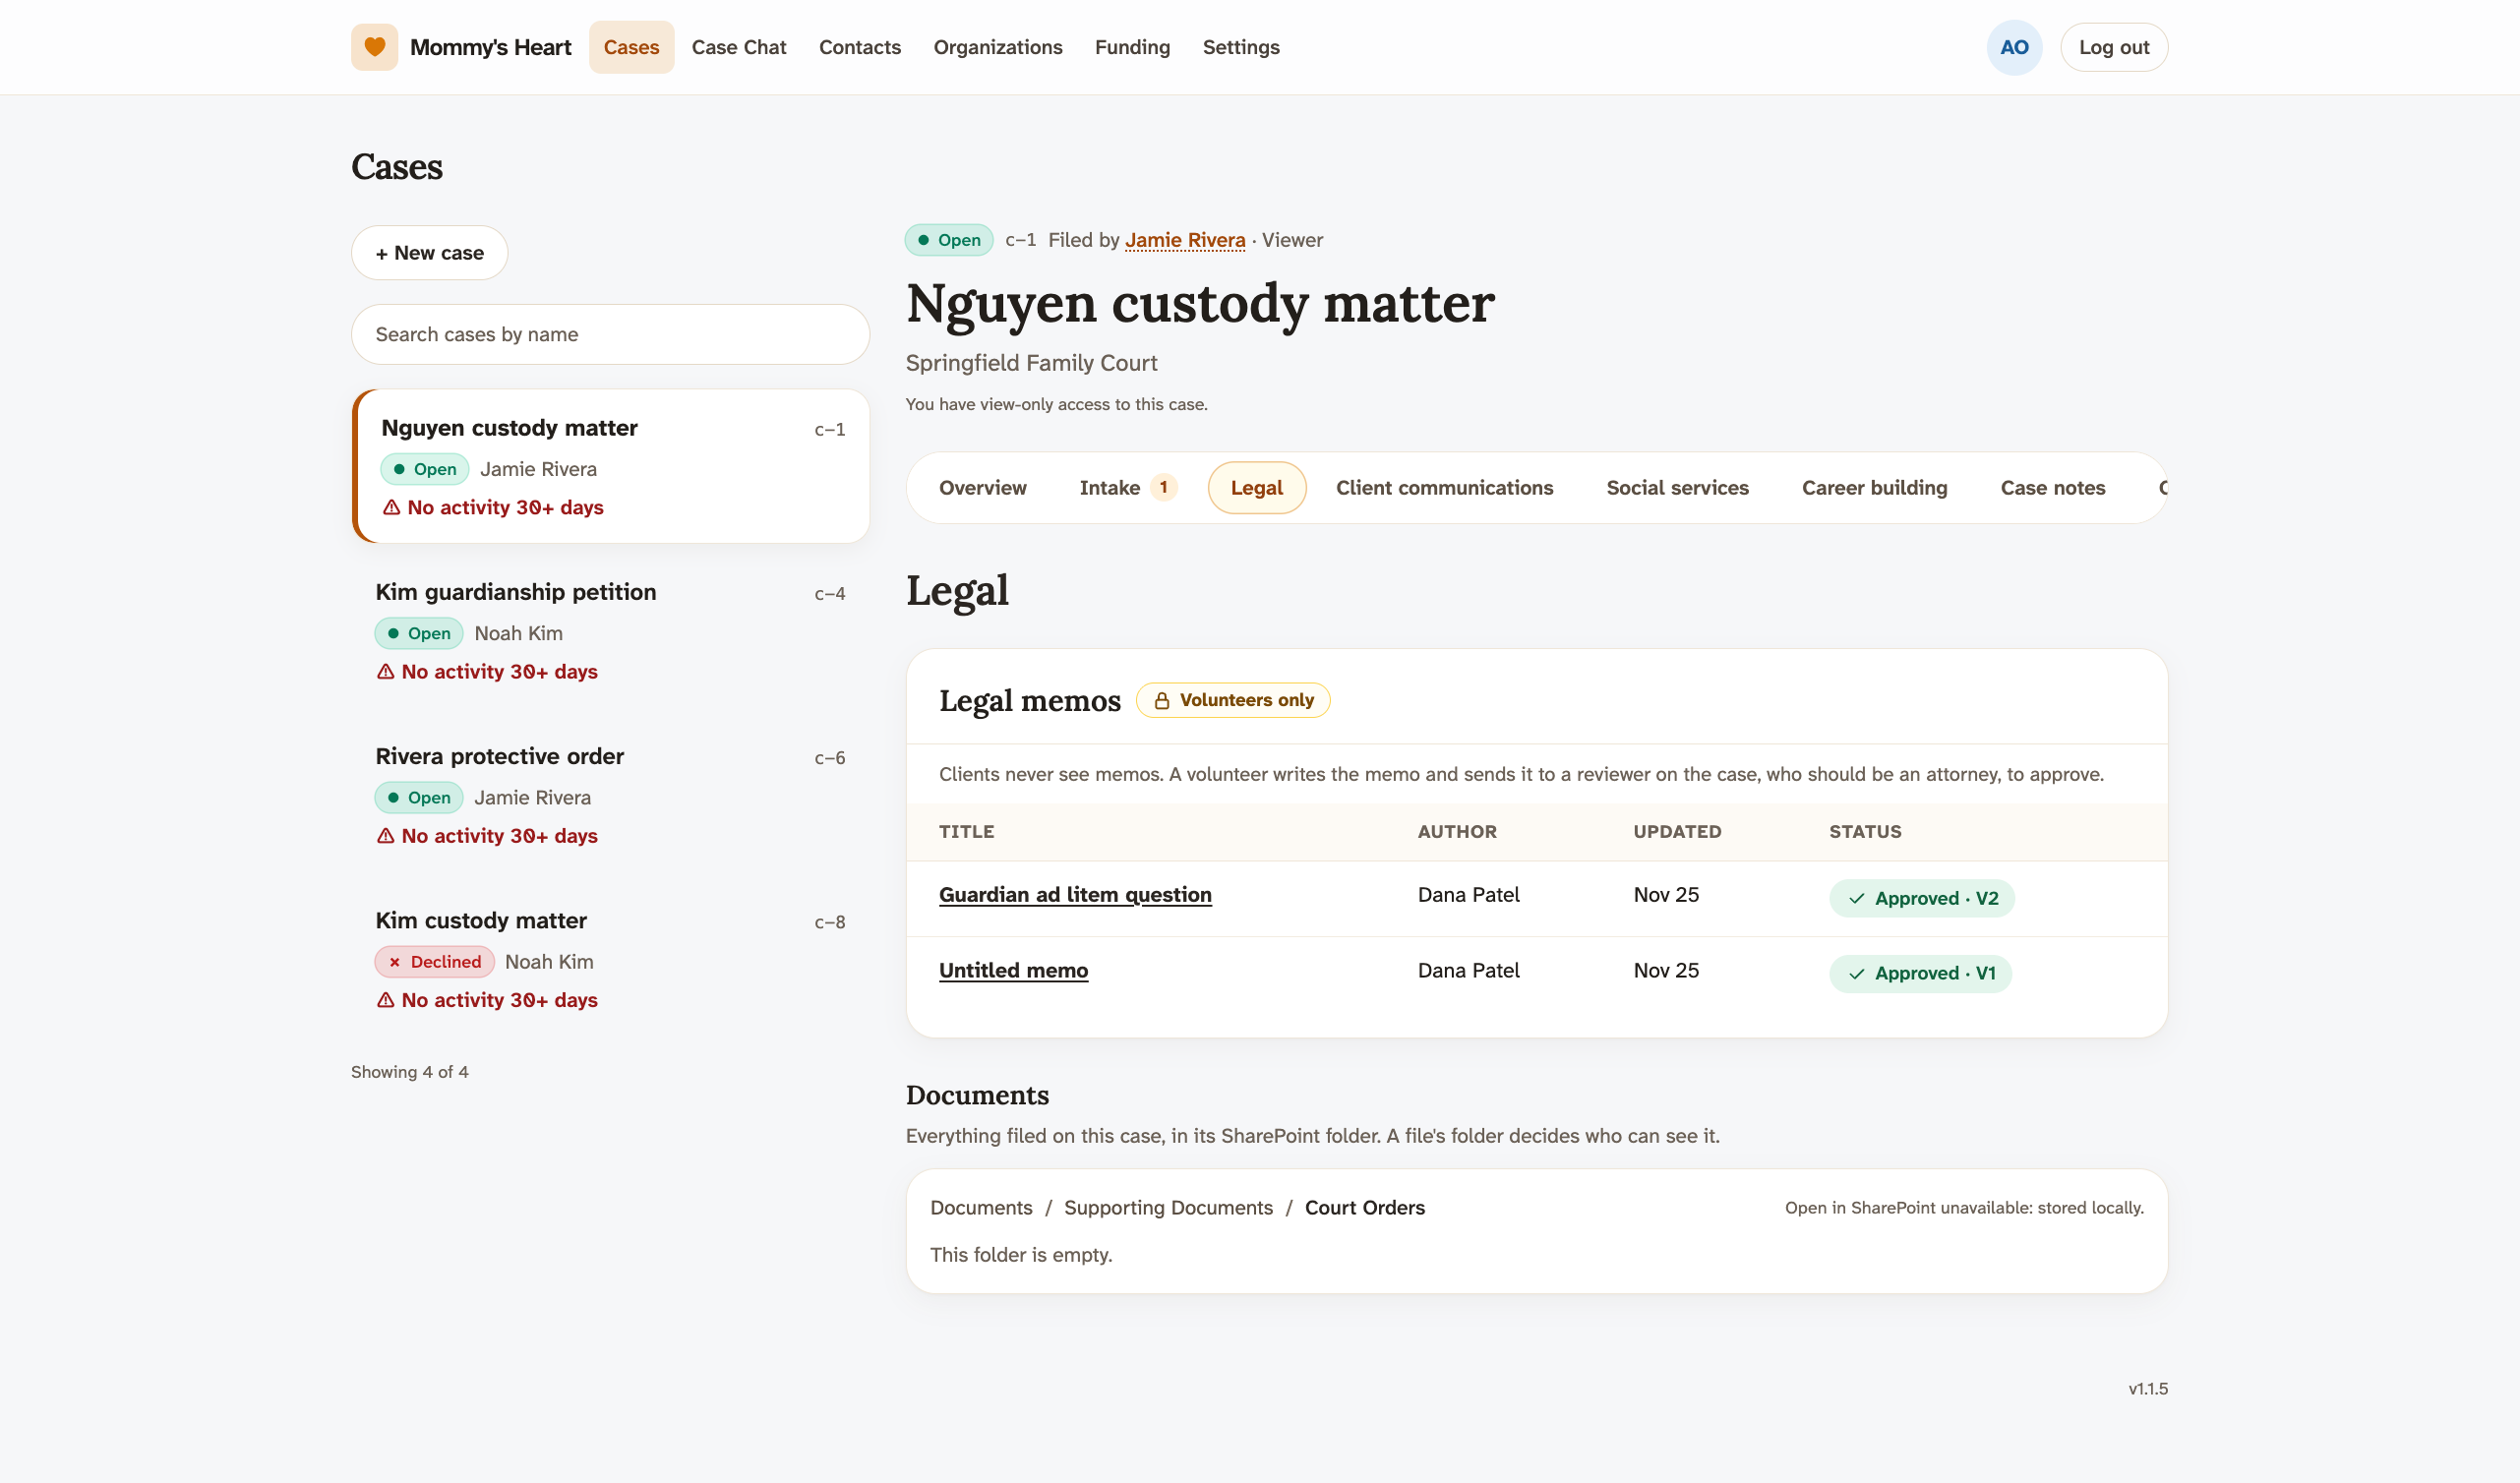 Mommy's Heart
Cases
Case Chat
Contacts
Organizations
Funding
Settings
AO
Log out
Cases
+ New case
Search cases by name
Nguyen custody matter
c-1
Open
Jamie Rivera
No activity 30+ days
Kim guardianship petition
c-4
Open
Noah Kim
No activity 30+ days
Rivera protective order
c-6
Open
Jamie Rivera
No activity 30+ days
Kim custody matter
c-8
Declined
Noah Kim
No activity 30+ days
Showing 4 of 4
Open c-1 Filed by Jamie Rivera · Viewer
Nguyen custody matter
Springfield Family Court
You have view-only access to this case.
Overview
Intake 1
Legal
Client communications
Social services
Career building
Case notes
Legal
Legal memos
Volunteers only
Clients never see memos. A volunteer writes the memo and sends it to a reviewer on the case, who should be an attorney, to approve.
TITLE AUTHOR UPDATED STATUS
Guardian ad litem question Dana Patel Nov 25 Approved · V2
Untitled memo Dana Patel Nov 25 Approved · V1
Documents
Everything filed on this case, in its SharePoint folder. A file's folder decides who can see it.
Documents / Supporting Documents / Court Orders
Open in SharePoint unavailable: stored locally.
This folder is empty.
v1.1.5